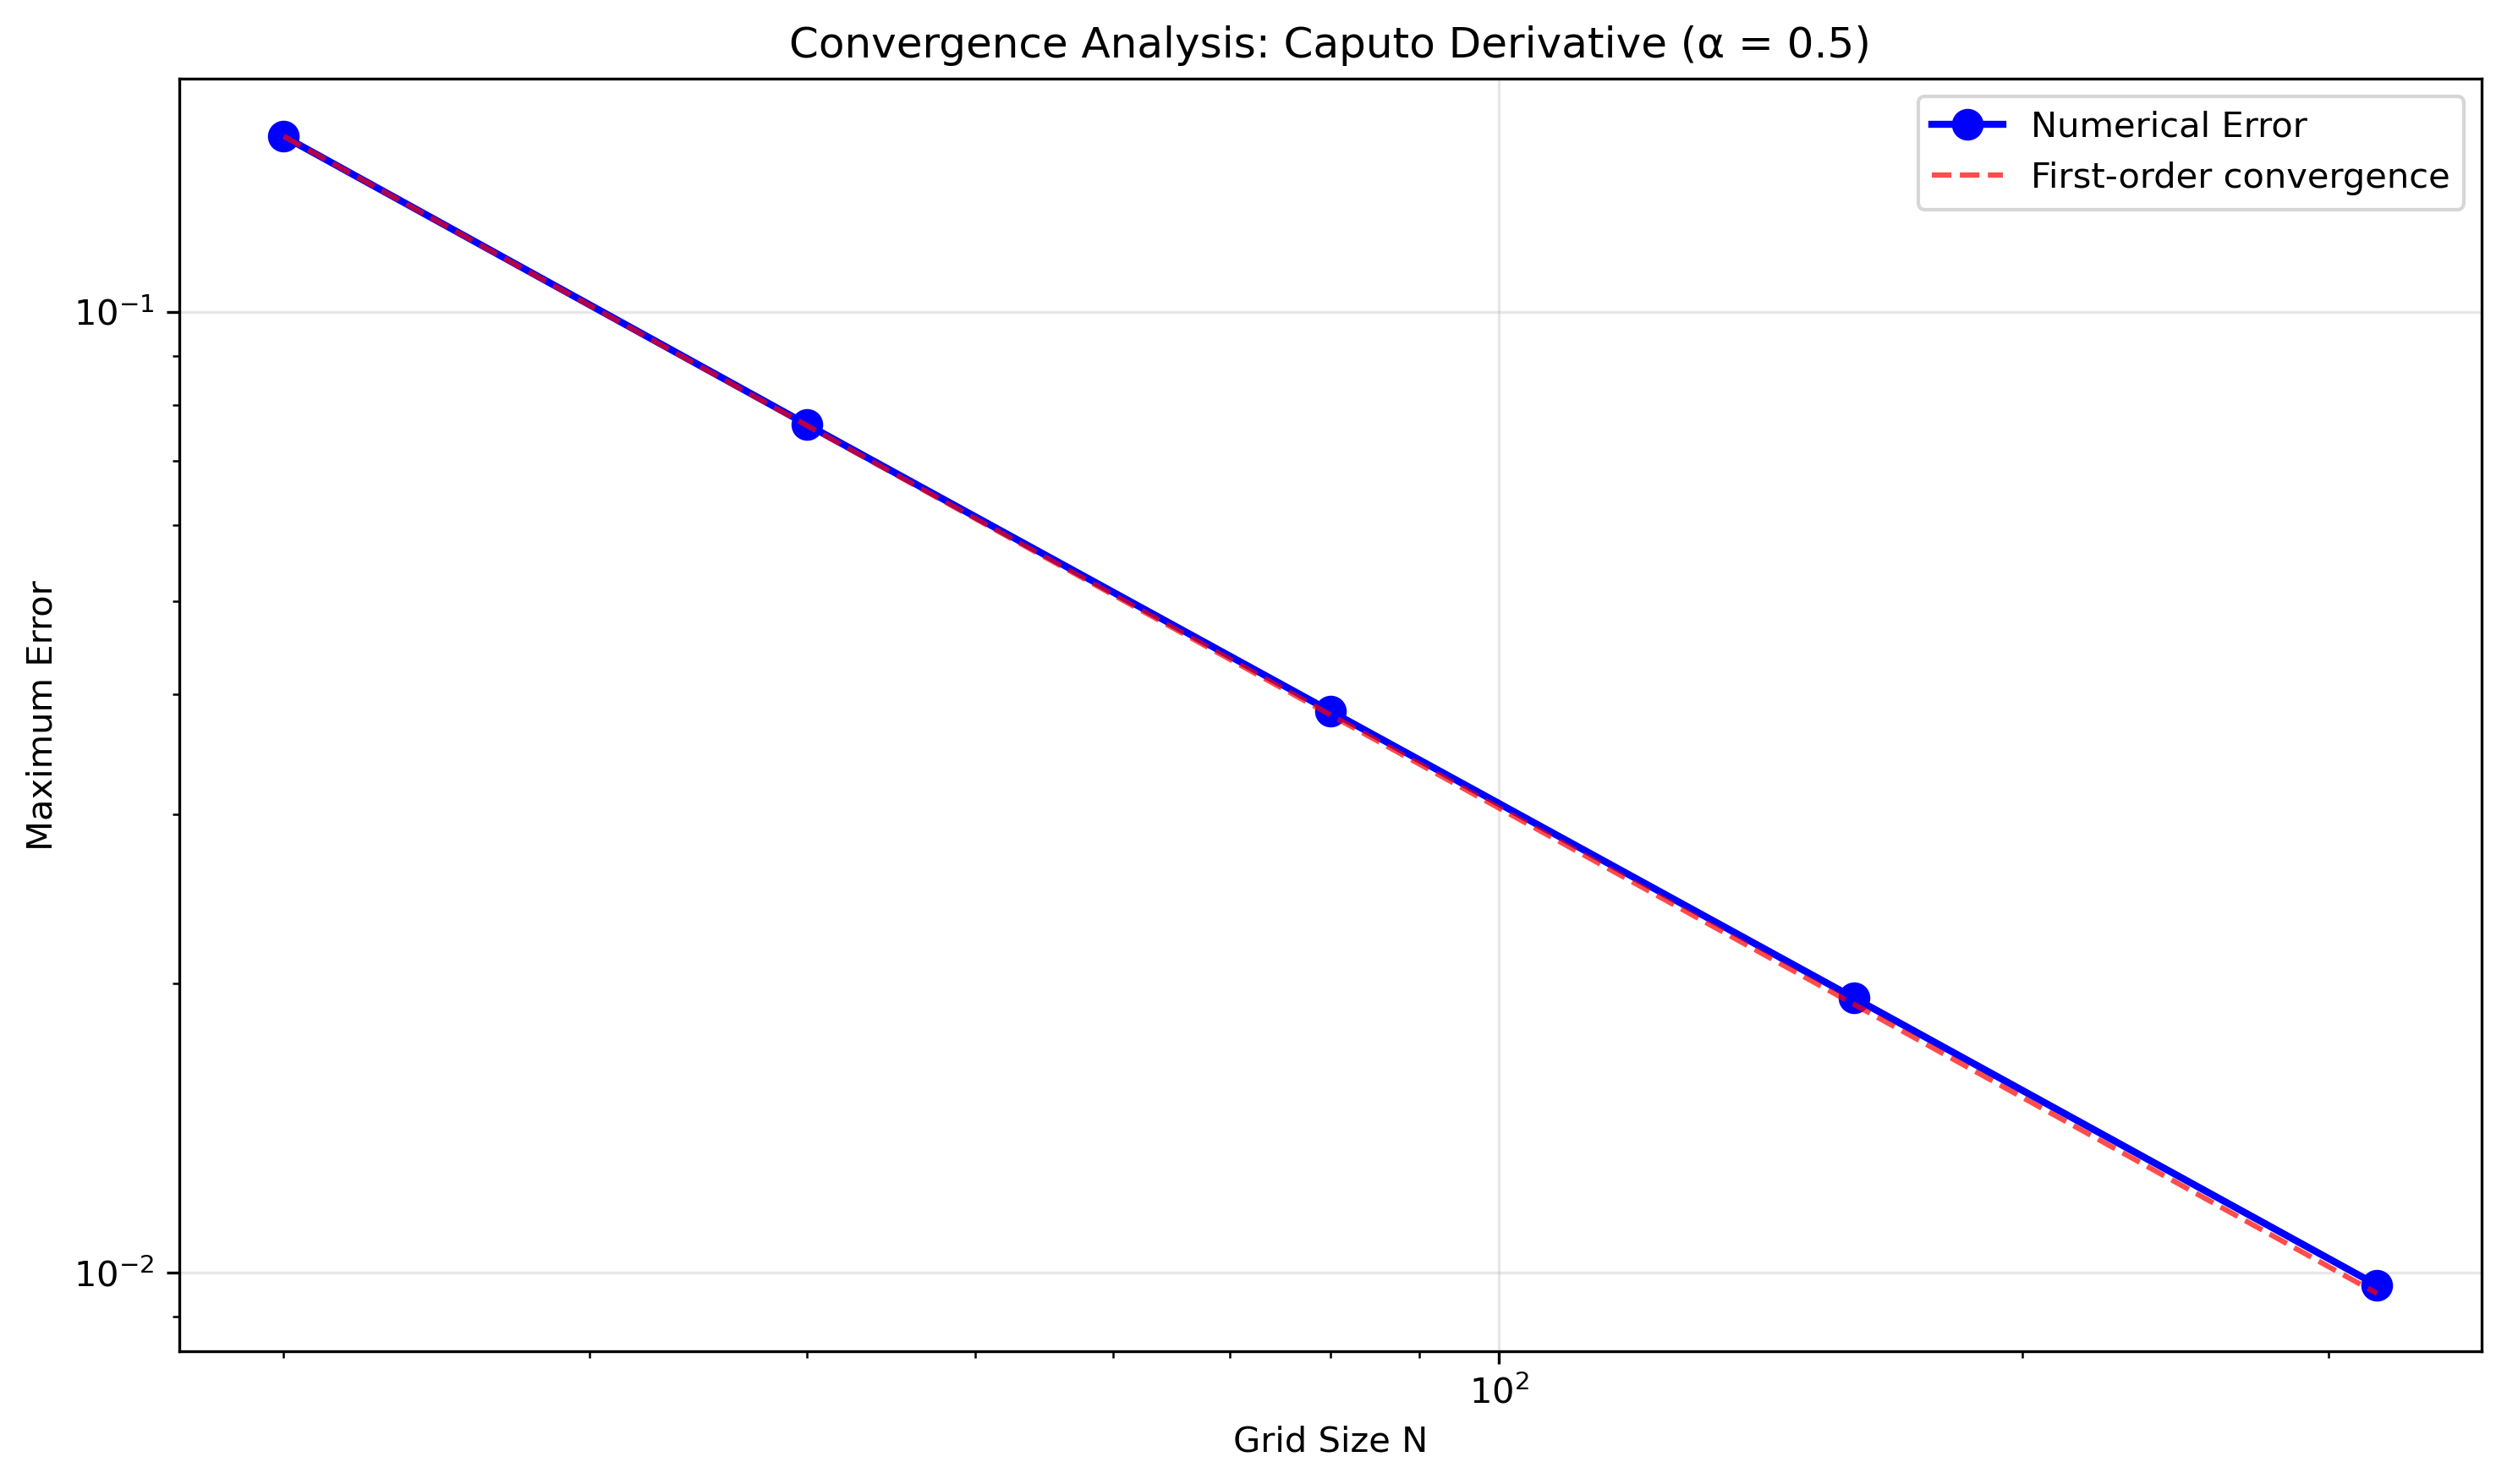 Convergence Analysis: Caputo Derivative (α = 0.5)
Numerical Error
First-order convergence
10⁻¹
10⁻²
Maximum Error
10²
Grid Size N